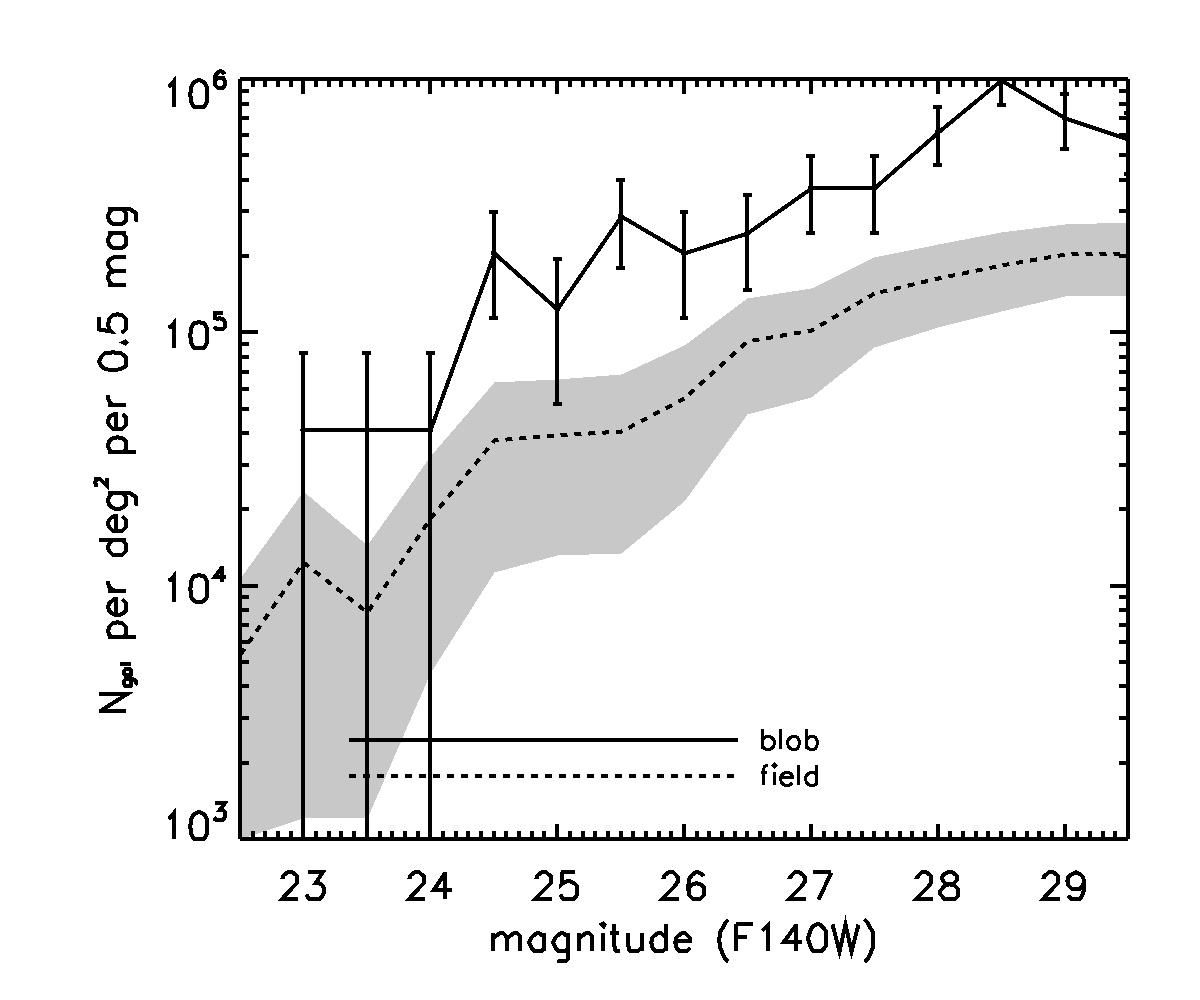 10⁶
10⁵
10⁴
10³
N_gal per deg² per 0.5 mag
blob
field
23 24 25 26 27 28 29
magnitude (F140W)